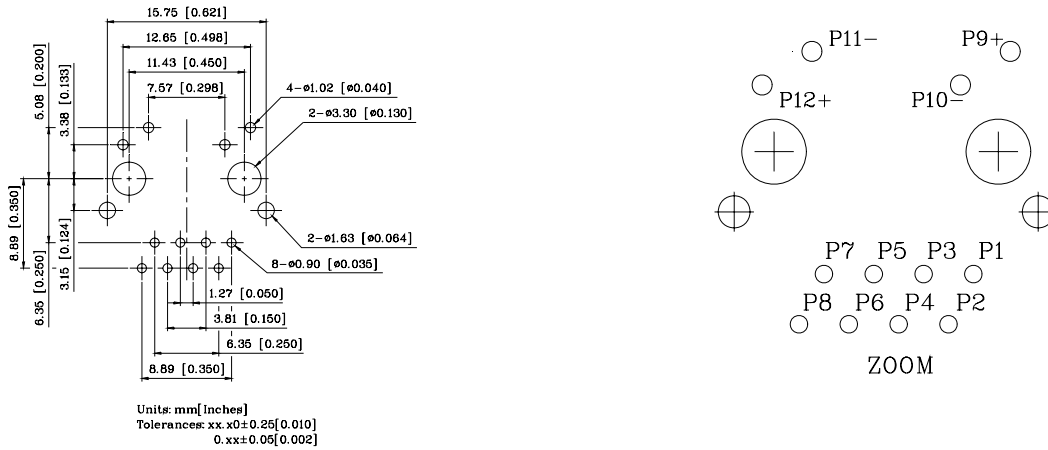 15.75 [0.621]
12.65 [0.498]
11.43 [0.450]
7.57 [0.298]
5.08 [0.200]
3.38 [0.133]
4-ø1.02 [ø0.040]
2-ø3.30 [ø0.130]
8.89 [0.350]
6.35 [0.250]
3.15 [0.124]
2-ø1.63 [ø0.064]
8-ø0.90 [ø0.035]
1.27 [0.050]
3.81 [0.150]
6.35 [0.250]
8.89 [0.350]
Units: mm[Inches]
Tolerances: xx.x0±0.25[0.010]
0.xx±0.05[0.002]
P11- P9+
P12+ P10-
P7 P5 P3 P1
P8 P6 P4 P2
ZOOM